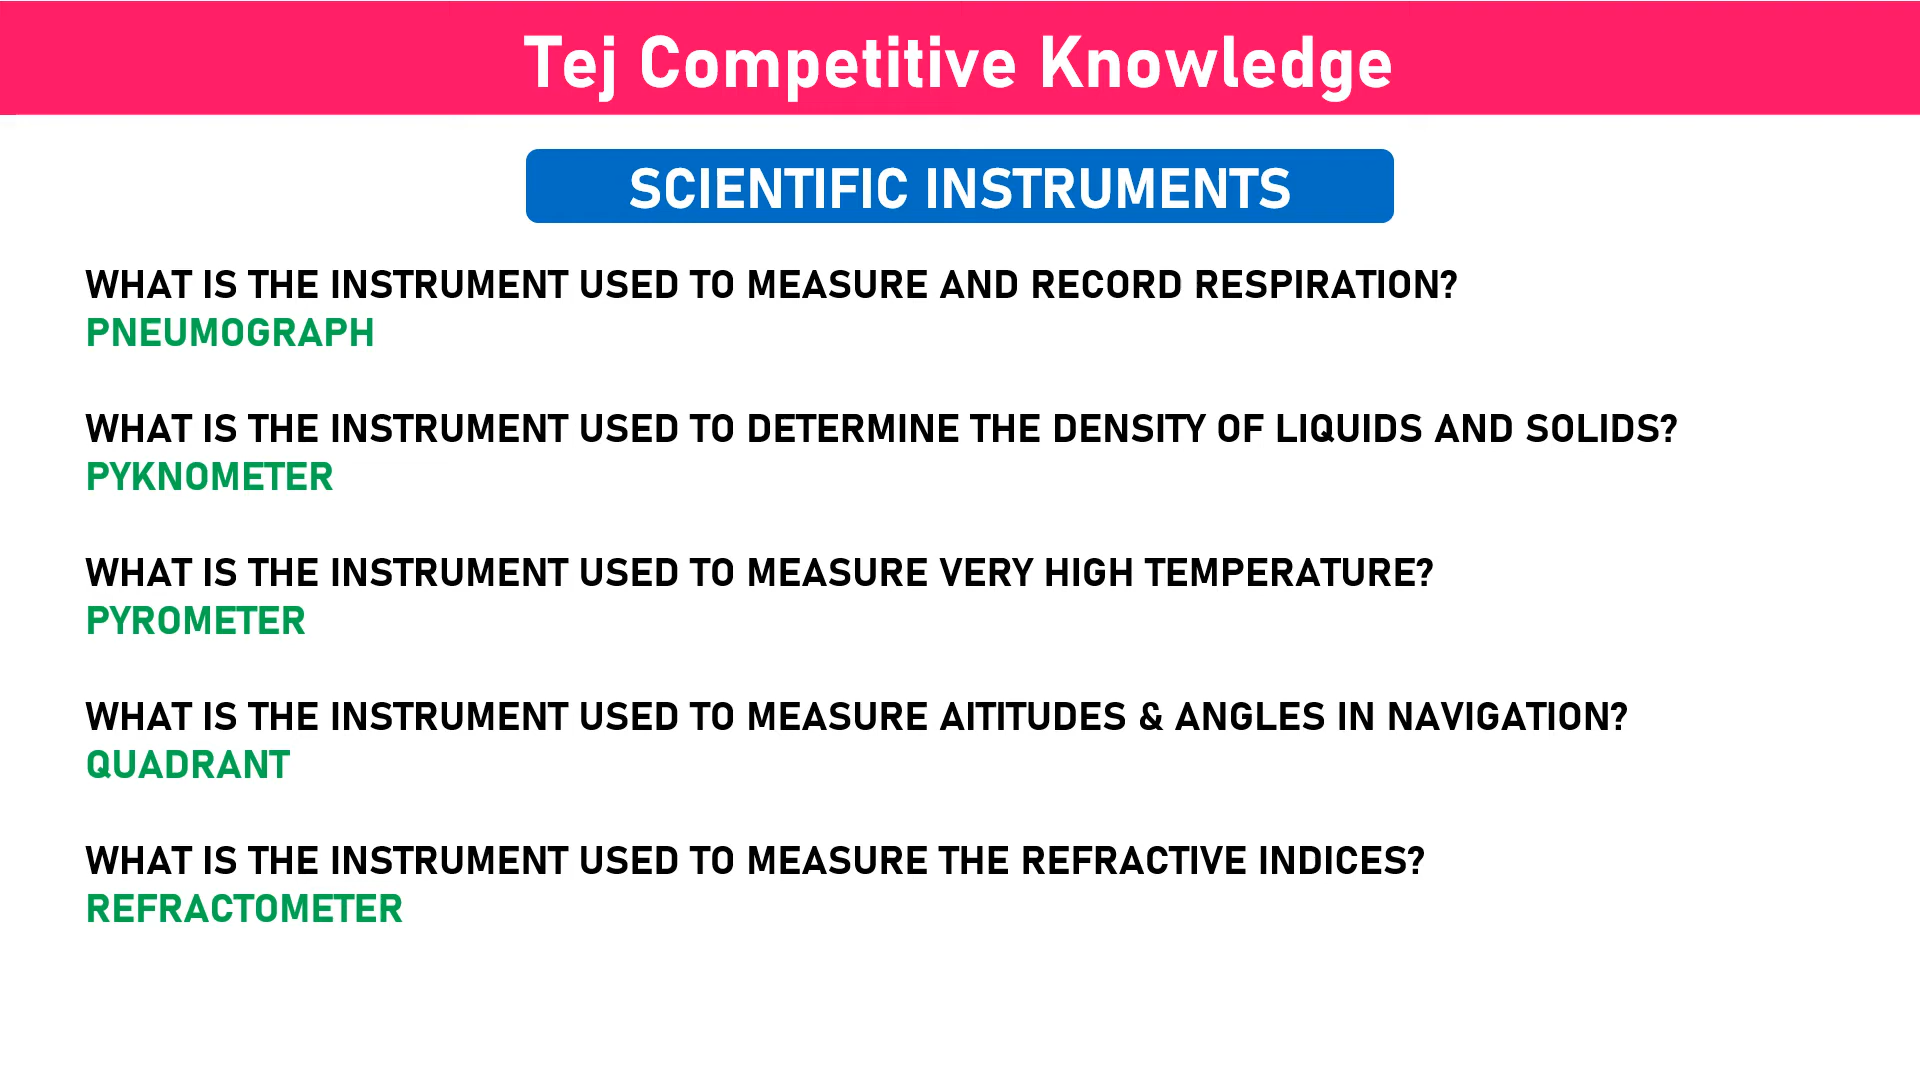 Tej Competitive Knowledge
SCIENTIFIC INSTRUMENTS
WHAT IS THE INSTRUMENT USED TO MEASURE AND RECORD RESPIRATION?
PNEUMOGRAPH
WHAT IS THE INSTRUMENT USED TO DETERMINE THE DENSITY OF LIQUIDS AND SOLIDS?
PYKNOMETER
WHAT IS THE INSTRUMENT USED TO MEASURE VERY HIGH TEMPERATURE?
PYROMETER
WHAT IS THE INSTRUMENT USED TO MEASURE AITITUDES & ANGLES IN NAVIGATION?
QUADRANT
WHAT IS THE INSTRUMENT USED TO MEASURE THE REFRACTIVE INDICES?
REFRACTOMETER